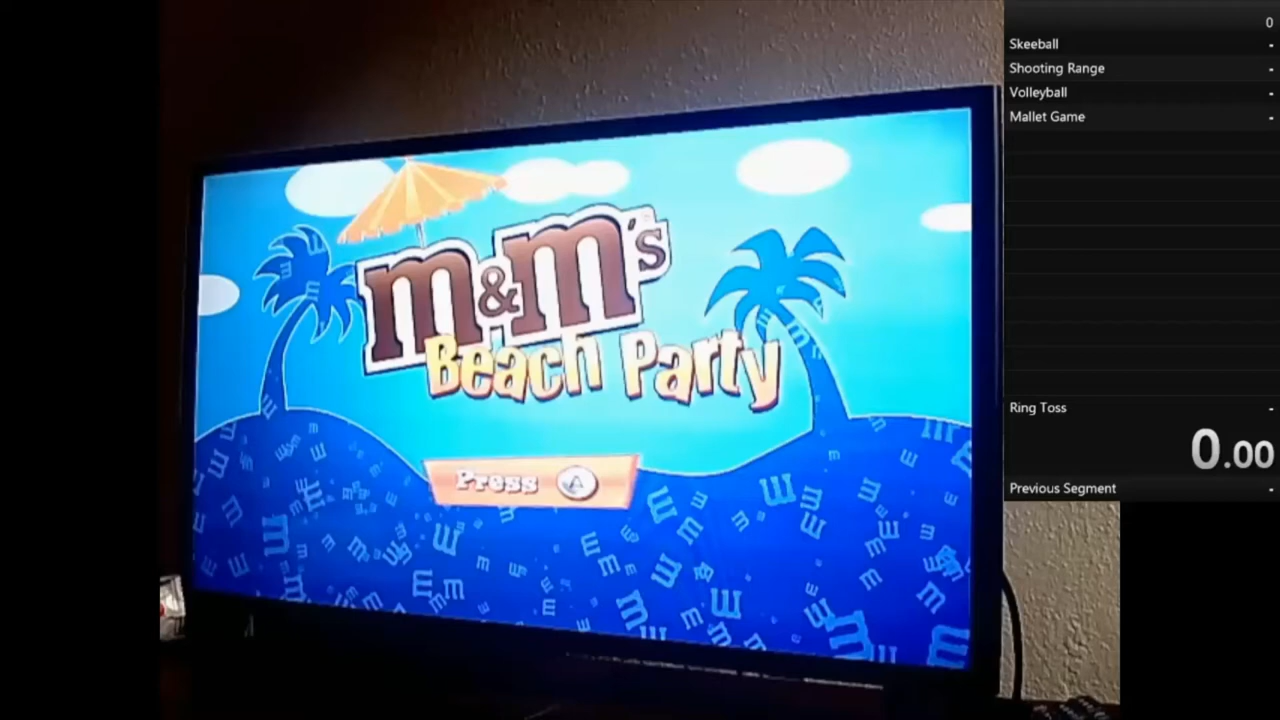 m&m's
Beach Party
Press A
0
Skeeball -
Shooting Range -
Volleyball -
Mallet Game -
Ring Toss -
0.00
Previous Segment -